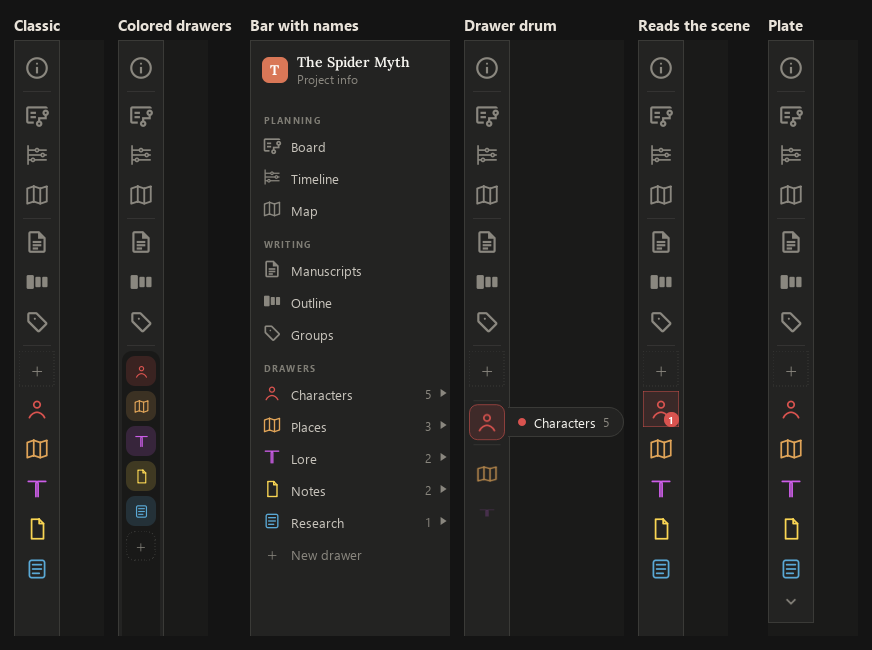 Classic
Colored drawers
Bar with names
Drawer drum
Reads the scene
Plate
T
The Spider Myth
Project info
PLANNING
Board
Timeline
Map
WRITING
Manuscripts
Outline
Groups
DRAWERS
Characters 5
Places 3
Lore 2
Notes 2
Research 1
+ New drawer
Characters 5
1